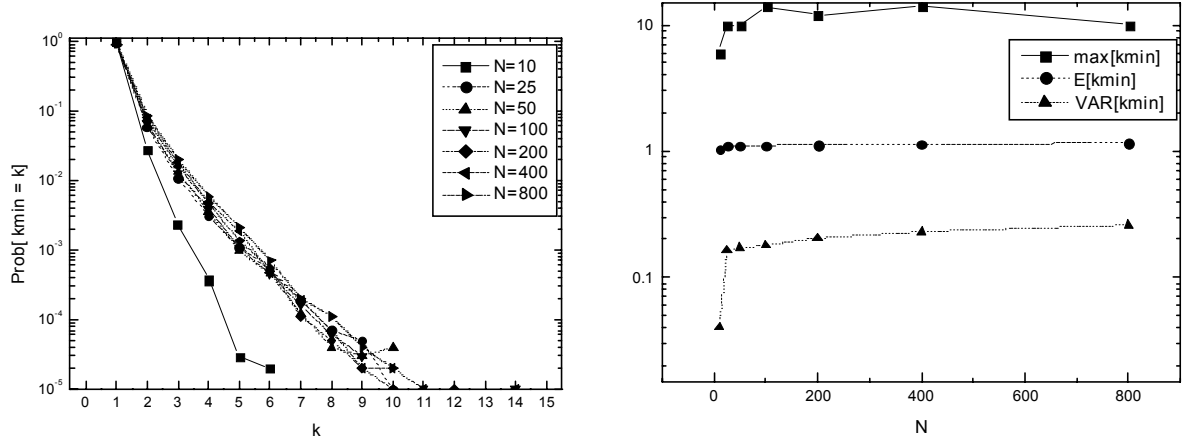 Prob[ kmin = k]
10⁰
10⁻¹
10⁻²
10⁻³
10⁻⁴
10⁻⁵
0 1 2 3 4 5 6 7 8 9 10 11 12 13 14 15
k
N=10
N=25
N=50
N=100
N=200
N=400
N=800
10
1
0.1
0 200 400 600 800
N
max[kmin]
E[kmin]
VAR[kmin]